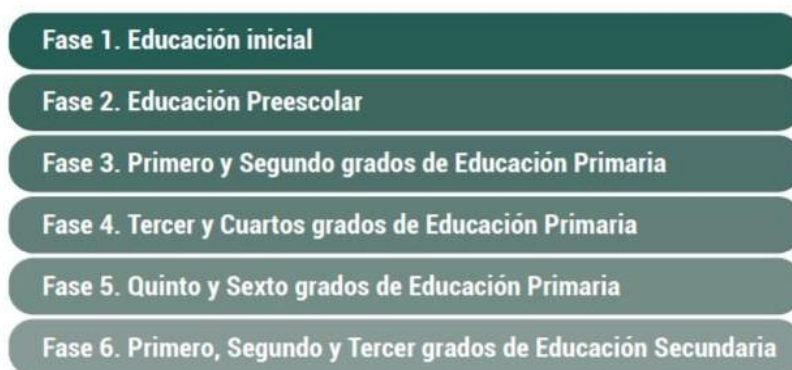 Fase 1. Educación inicial
Fase 2. Educación Preescolar
Fase 3. Primero y Segundo grados de Educación Primaria
Fase 4. Tercer y Cuartos grados de Educación Primaria
Fase 5. Quinto y Sexto grados de Educación Primaria
Fase 6. Primero, Segundo y Tercer grados de Educación Secundaria